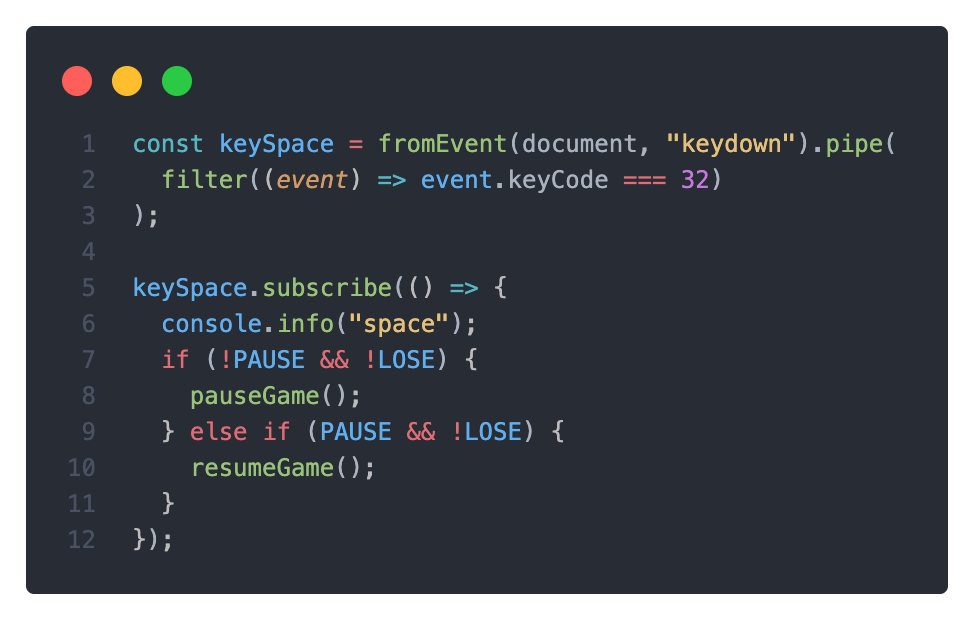 1 const keySpace = fromEvent(document, "keydown").pipe(
2   filter((event) => event.keyCode === 32)
3 );
4
5 keySpace.subscribe(() => {
6   console.info("space");
7   if (!PAUSE && !LOSE) {
8     pauseGame();
9   } else if (PAUSE && !LOSE) {
10     resumeGame();
11   }
12 });